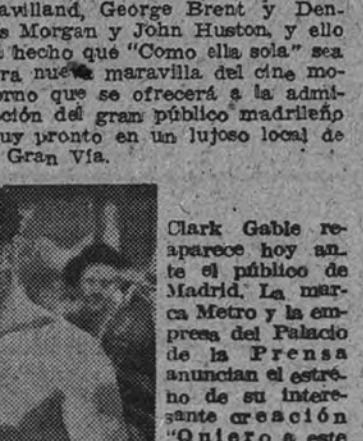 avilland, George Brent y Den-
s Morgan y John Huston, y ello
hecho que "Como ella sola" sea
ra nueva maravilla del cine mo-
erno que se ofrecerá a la admi-
ción del gran público madrileño
uy pronto en un lujoso local de
Gran Vía.
Clark Gable re-
aparece hoy an-
te el público de
Madrid. La mar-
ca Metro y la em-
presa del Palacio
de la Prensa
anuncian el estre-
no de su intere-
sante creación
"Quiero a este